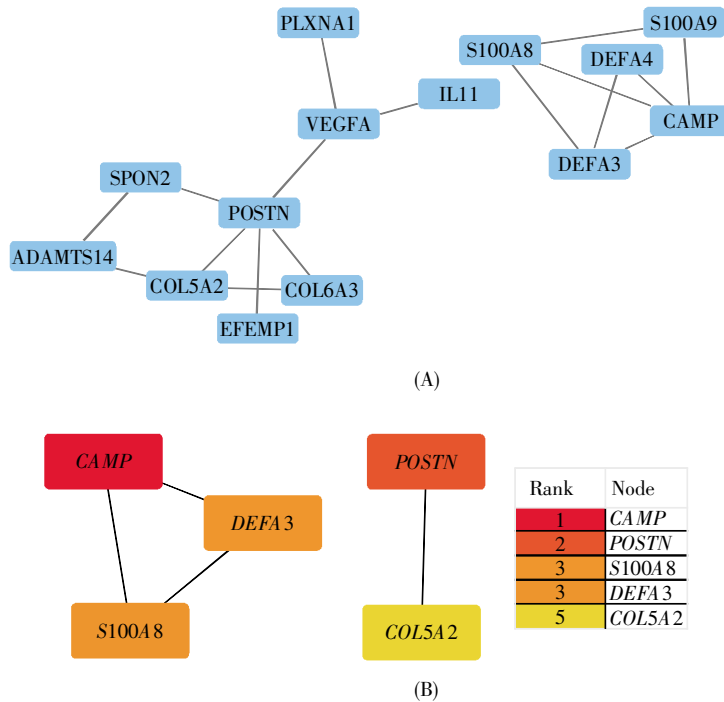 PLXNA1
S100A9
S100A8
DEFA4
IL11
VEGFA
CAMP
DEFA3
SPON2
POSTN
ADAMTS14
COL5A2
COL6A3
EFEMP1
(A)
CAMP
POSTN
DEFA3
S100A8
COL5A2
Rank Node
1 CAMP
2 POSTN
3 S100A8
3 DEFA3
5 COL5A2
(B)